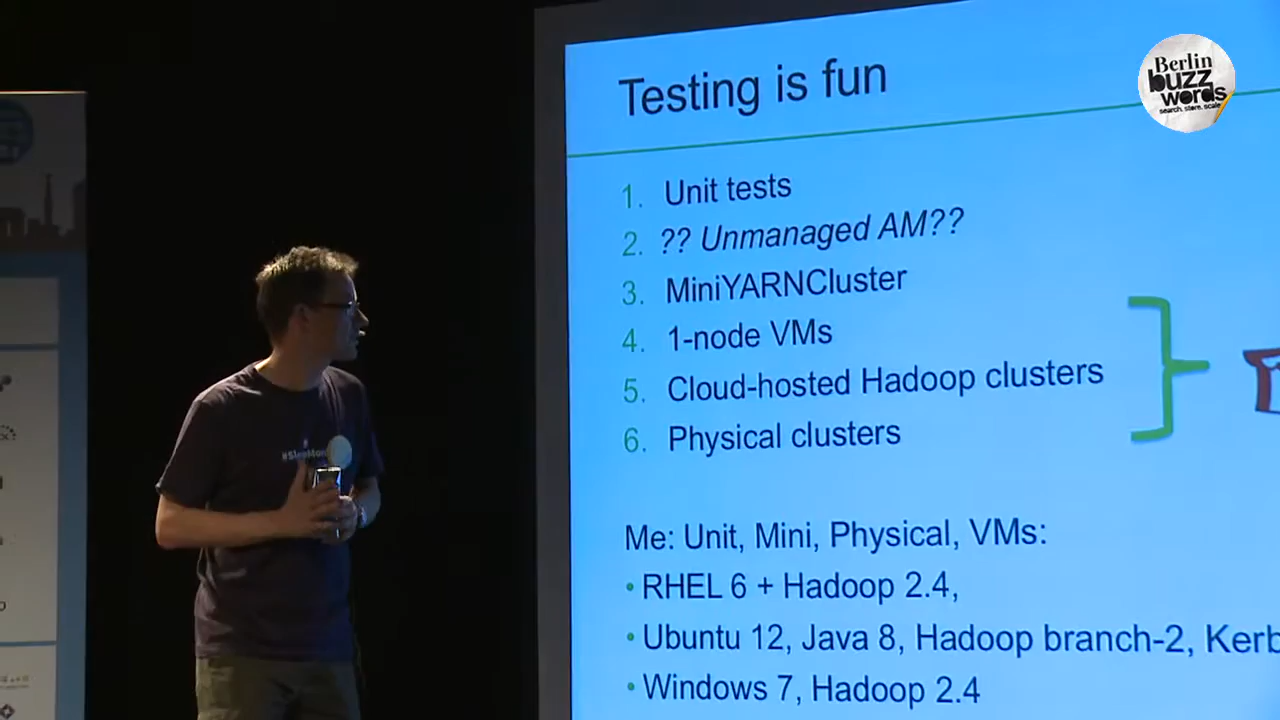 Testing is fun
Berlin
buzz
words
search. store. scale
1. Unit tests
2. ?? Unmanaged AM??
3. MiniYARNCluster
4. 1-node VMs
5. Cloud-hosted Hadoop clusters
6. Physical clusters
Me: Unit, Mini, Physical, VMs:
• RHEL 6 + Hadoop 2.4,
• Ubuntu 12, Java 8, Hadoop branch-2, Kerb
• Windows 7, Hadoop 2.4